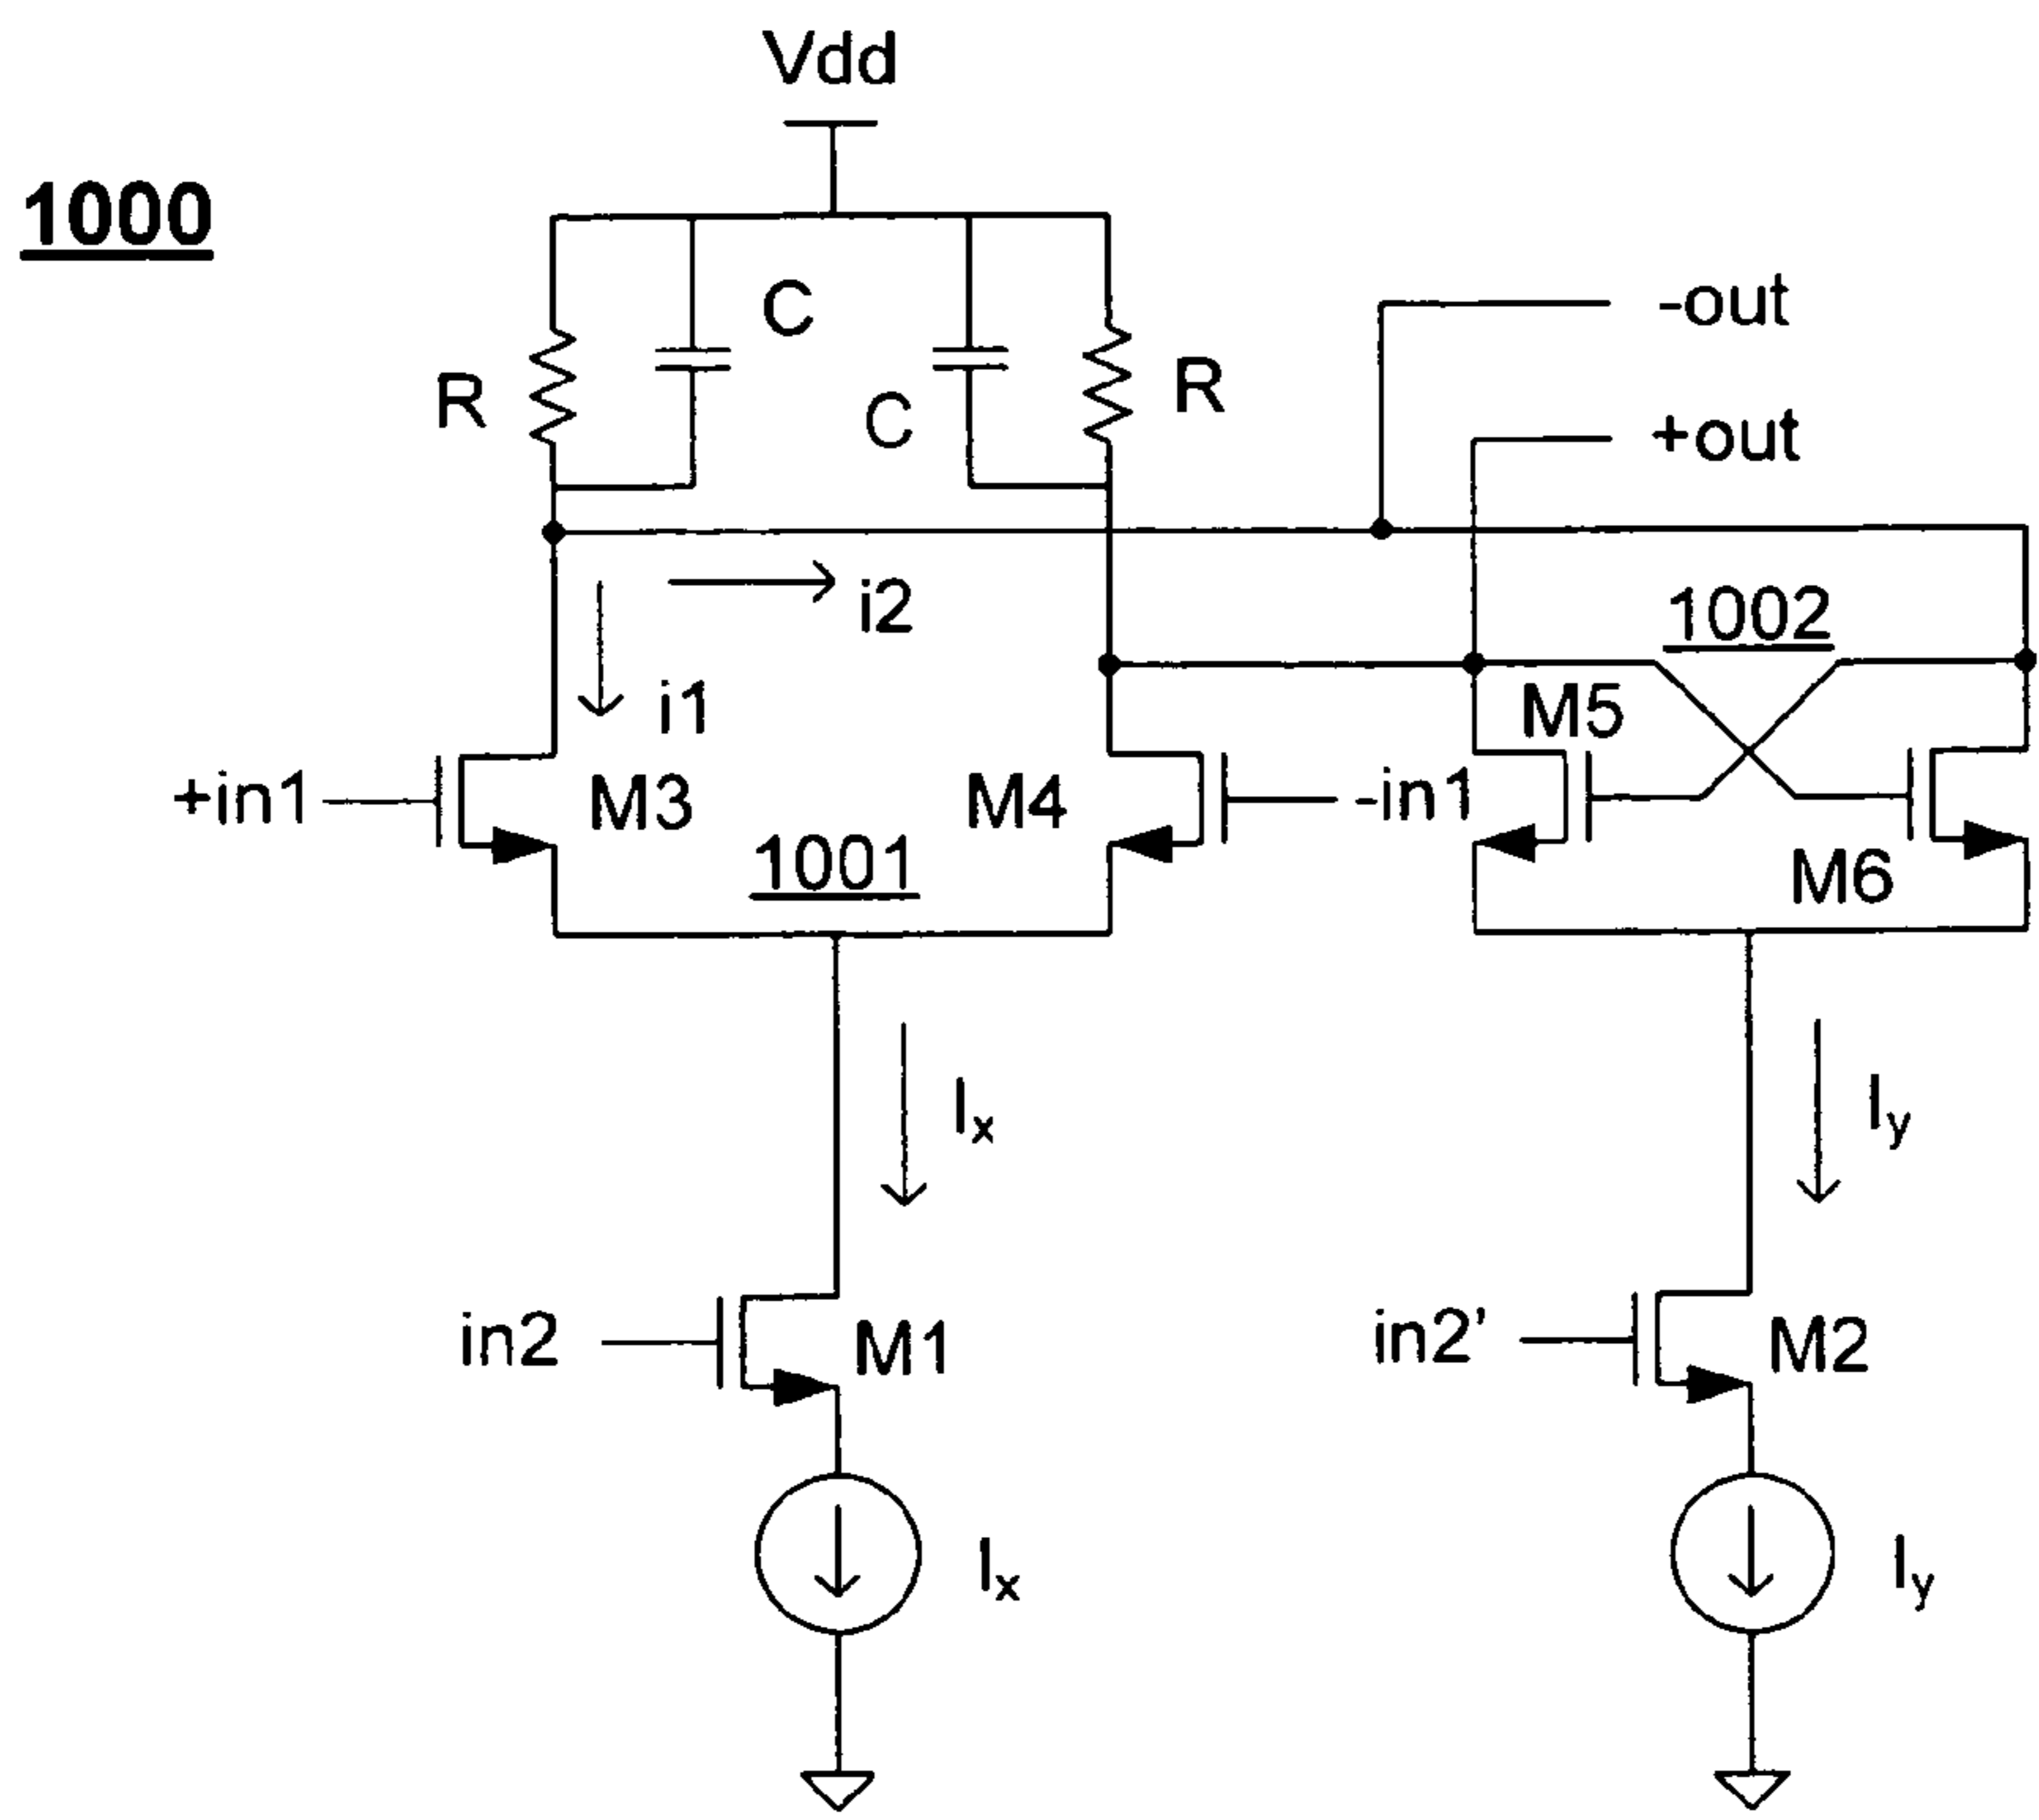 Vdd
1000
C
-out
R
C
R
+out
i2
1002
i1
M5
+in1
M3
M4
-in1
1001
M6
Ix
Iy
in2
M1
in2’
M2
Ix
Iy